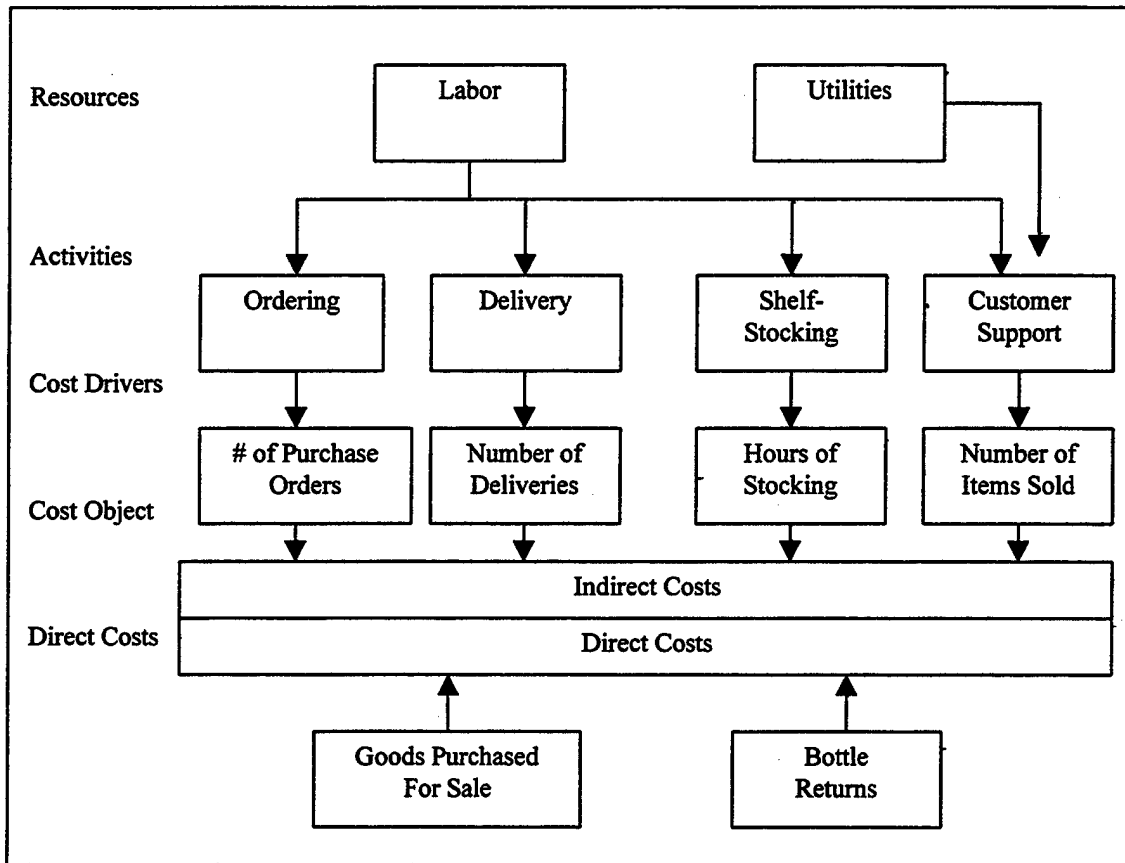 Resources
Labor
Utilities
Activities
Ordering
Delivery
Shelf-
Stocking
Customer
Support
Cost Drivers
# of Purchase
Orders
Number of
Deliveries
Hours of
Stocking
Number of
Items Sold
Cost Object
Indirect Costs
Direct Costs
Direct Costs
Goods Purchased
For Sale
Bottle
Returns